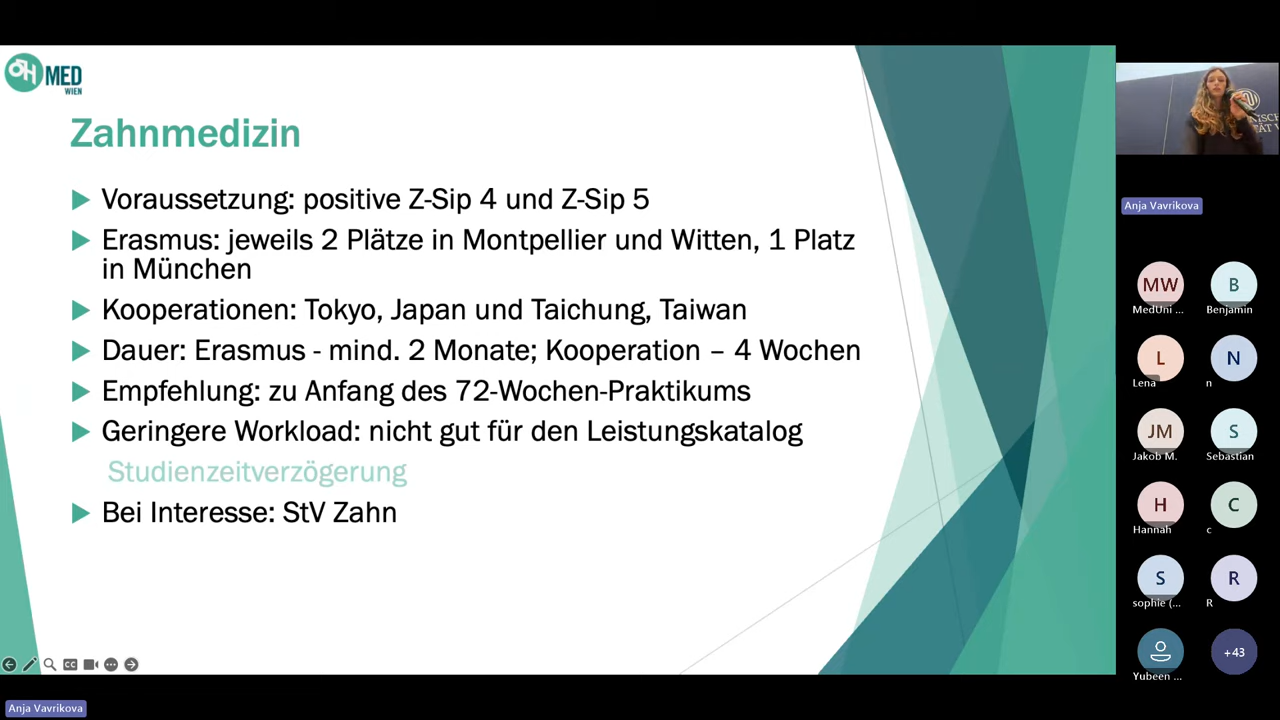 ÖH MED
WIEN
Zahnmedizin
Voraussetzung: positive Z-Sip 4 und Z-Sip 5
Erasmus: jeweils 2 Plätze in Montpellier und Witten, 1 Platz
in München
Kooperationen: Tokyo, Japan und Taichung, Taiwan
Dauer: Erasmus - mind. 2 Monate; Kooperation – 4 Wochen
Empfehlung: zu Anfang des 72-Wochen-Praktikums
Geringere Workload: nicht gut für den Leistungskatalog
Studienzeitverzögerung
Bei Interesse: StV Zahn
CC
Anja Vavrikova
Anja Vavrikova
MW
B
MedUni ...
Benjamin
L
N
Lena
n
JM
S
Jakob M.
Sebastian
H
C
Hannah
c
S
R
sophie (...
R
Yubeen ...
+43